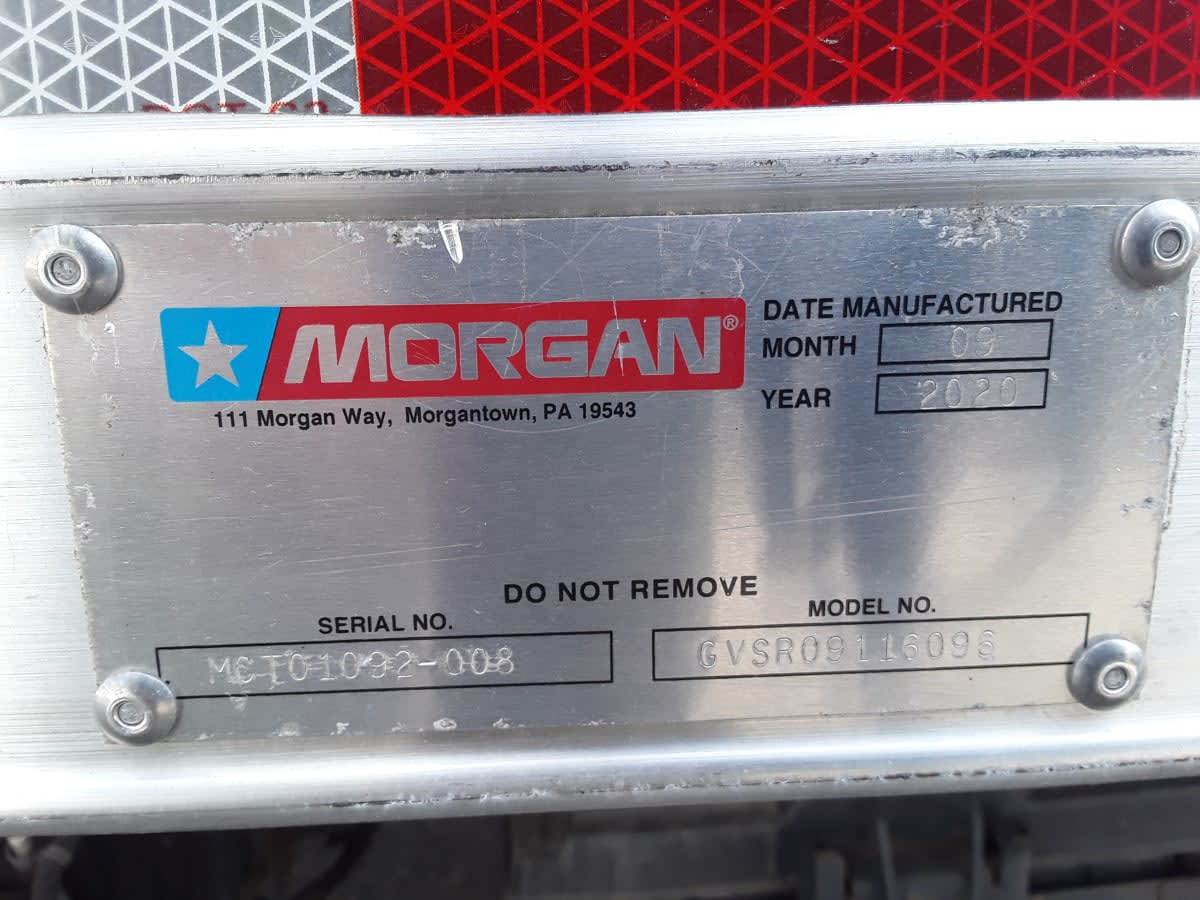 MORGAN®
111 Morgan Way, Morgantown, PA 19543
DATE MANUFACTURED
MONTH 09
YEAR 2020
DO NOT REMOVE
SERIAL NO.
MCT01092-008
MODEL NO.
GVSR09116096